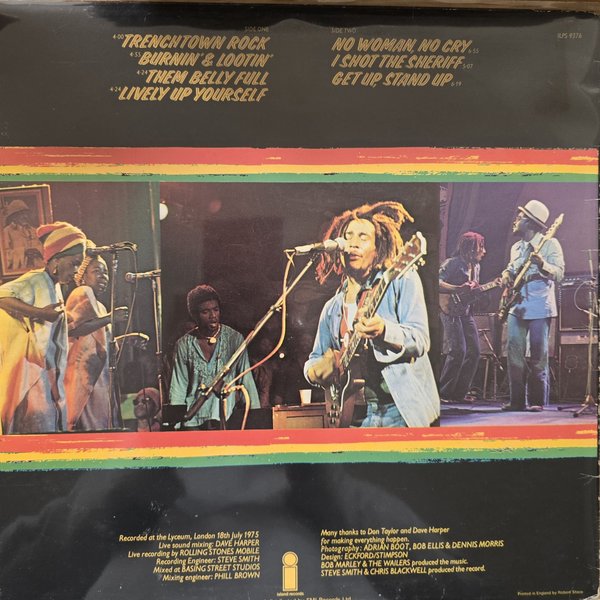 SIDE ONE
4·00 TRENCHTOWN ROCK
4·55 BURNIN' & LOOTIN'
4·24 THEM BELLY FULL
4·24 LIVELY UP YOURSELF
SIDE TWO
NO WOMAN, NO CRY 6·55
I SHOT THE SHERIFF 5·07
GET UP, STAND UP 6·19
ILPS 9376
Recorded at the Lyceum, London 18th July 1975
Live sound mixing: DAVE HARPER
Live recording by ROLLING STONES MOBILE
Recording Engineer: STEVE SMITH
Mixed at BASING STREET STUDIOS
Mixing engineer: PHILL BROWN
island records
EMI Records Ltd
Many thanks to Don Taylor and Dave Harper
for making everything happen.
Photography: ADRIAN BOOT, BOB ELLIS & DENNIS MORRIS
Design: ECKFORD/STIMPSON
BOB MARLEY & THE WAILERS produced the music.
STEVE SMITH & CHRIS BLACKWELL produced the record.
Printed in England by Robert Stace